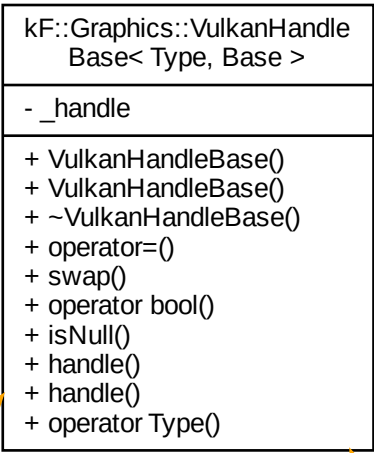 kF::Graphics::VulkanHandle
Base< Type, Base >
- _handle
+ VulkanHandleBase()
+ VulkanHandleBase()
+ ~VulkanHandleBase()
+ operator=()
+ swap()
+ operator bool()
+ isNull()
+ handle()
+ handle()
+ operator Type()